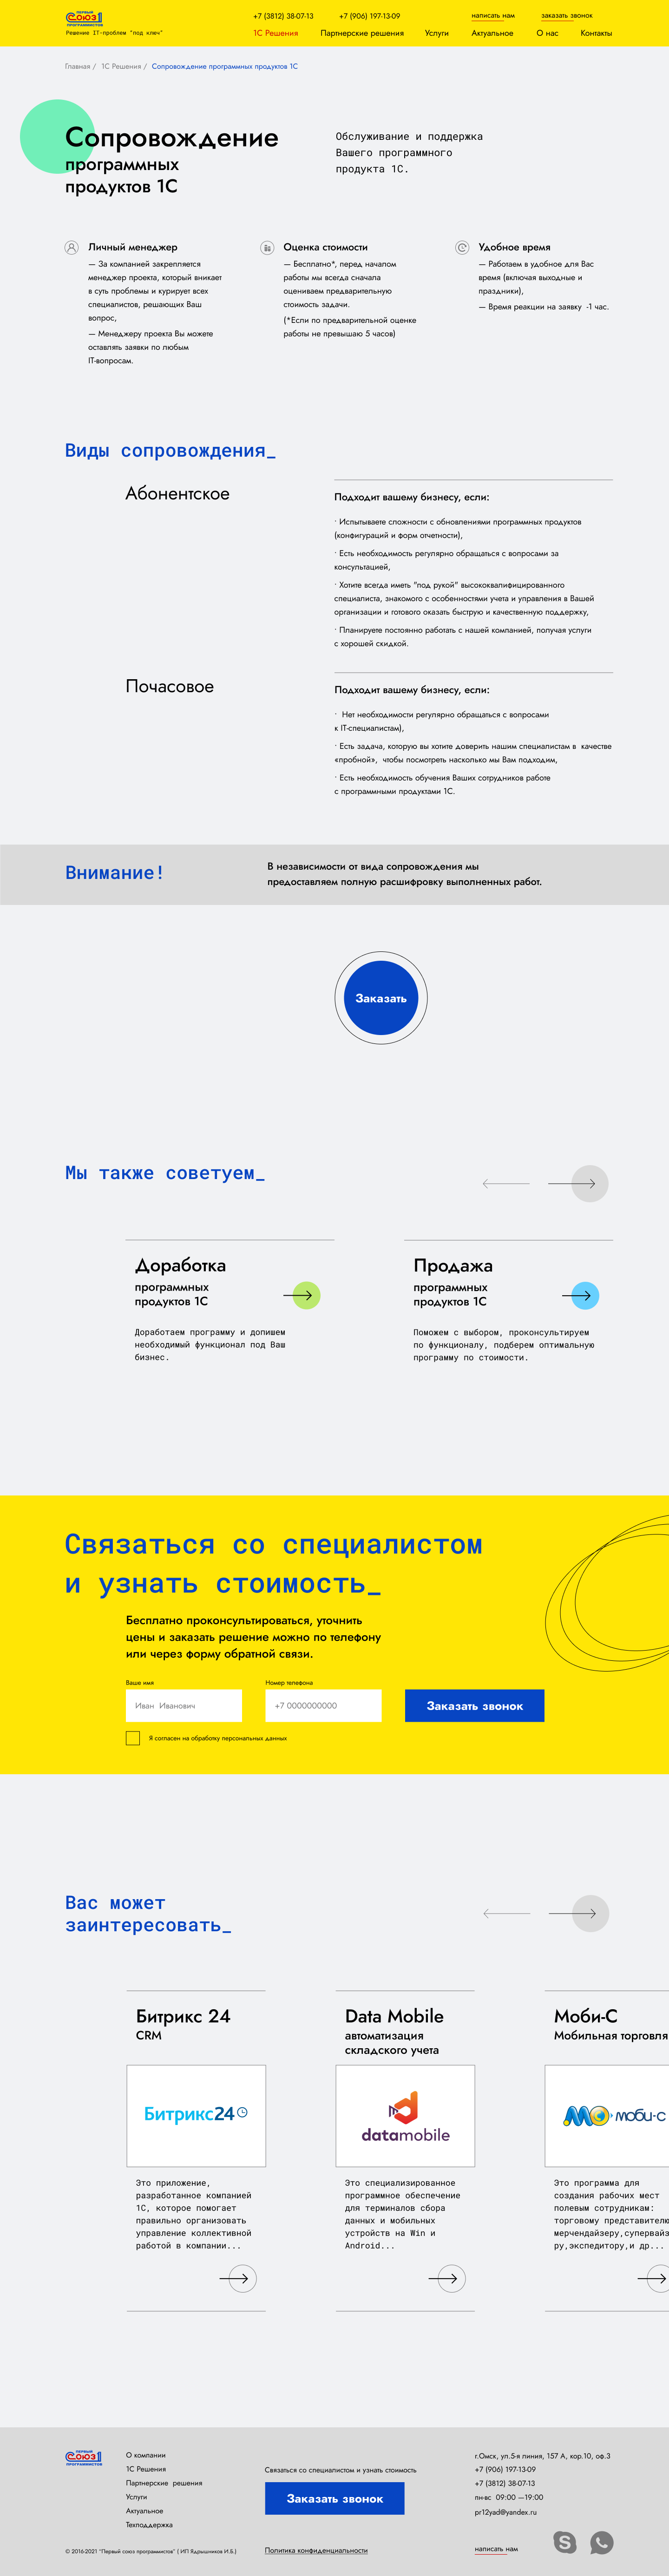 ПЕРВЫЙ
СОЮЗ 1
ПРОГРАММИСТОВ
Решение IT-проблем "под ключ"
+7 (3812) 38-07-13
+7 (906) 197-13-09
написать нам
заказать звонок
1С Решения
Партнерские решения
Услуги
Актуальное
О нас
Контакты
Главная /
1С Решения /
Сопровождение программных продуктов 1С
Сопровождение
программных
продуктов 1С
Обслуживание и поддержка
Вашего программного
продукта 1С.
Личный менеджер
— За компанией закрепляется
менеджер проекта, который вникает
в суть проблемы и курирует всех
специалистов, решающих Ваш
вопрос,
— Менеджеру проекта Вы можете
оставлять заявки по любым
IT-вопросам.
Оценка стоимости
— Бесплатно*, перед началом
работы мы всегда сначала
оцениваем предварительную
стоимость задачи.
(*Если по предварительной оценке
работы не превышаю 5 часов)
Удобное время
— Работаем в удобное для Вас
время (включая выходные и
праздники),
— Время реакции на заявку -1 час.
Виды сопровождения_
Абонентское
Подходит вашему бизнесу, если:
· Испытываете сложности с обновлениями программных продуктов
(конфигураций и форм отчетности),
· Есть необходимость регулярно обращаться с вопросами за
консультацией,
· Хотите всегда иметь "под рукой" высококвалифицированного
специалиста, знакомого с особенностями учета и управления в Вашей
организации и готового оказать быструю и качественную поддержку,
· Планируете постоянно работать с нашей компанией, получая услуги
с хорошей скидкой.
Почасовое
Подходит вашему бизнесу, если:
· Нет необходимости регулярно обращаться с вопросами
к IT-специалистам),
· Есть задача, которую вы хотите доверить нашим специалистам в качестве
«пробной», чтобы посмотреть насколько мы Вам подходим,
· Есть необходимость обучения Ваших сотрудников работе
с программными продуктами 1С.
Внимание!
В независимости от вида сопровождения мы
предоставляем полную расшифровку выполненных работ.
Заказать
Мы также советуем_
Доработка
программных
продуктов 1С
Доработаем программу и допишем
необходимый функционал под Ваш
бизнес.
Продажа
программных
продуктов 1С
Поможем с выбором, проконсультируем
по функционалу, подберем оптимальную
программу по стоимости.
Связаться со специалистом
и узнать стоимость_
Бесплатно проконсультироваться, уточнить
цены и заказать решение можно по телефону
или через форму обратной связи.
Ваше имя
Номер телефона
Иван Иванович
+7 0000000000
Заказать звонок
Я согласен на обработку персональных данных
Вас может
заинтересовать_
Битрикс 24
CRM
Битрикс24
Это приложение,
разработанное компанией
1С, которое помогает
правильно организовать
управление коллективной
работой в компании...
Data Mobile
автоматизация
складского учета
datamobile
Это специализированное
программное обеспечение
для терминалов сбора
данных и мобильных
устройств на Win и
Android...
Моби-С
Мобильная торговля
моби-с
Это программа для
создания рабочих мест
полевым сотрудникам:
торговому представителю
мерчендайзеру,супервайз
ру,экспедитору,и др...
ПЕРВЫЙ
СОЮЗ 1
ПРОГРАММИСТОВ
О компании
1С Решения
Партнерские решения
Услуги
Актуальное
Техподдержка
Связаться со специалистом и узнать стоимость
Заказать звонок
г.Омск, ул.5-я линия, 157 А, кор.10, оф.3
+7 (906) 197-13-09
+7 (3812) 38-07-13
пн-вс 09:00 —19:00
pr12yad@yandex.ru
© 2016-2021 "Первый союз программистов" ( ИП Ядрышников И.Б.)
Политика конфиденциальности
написать нам